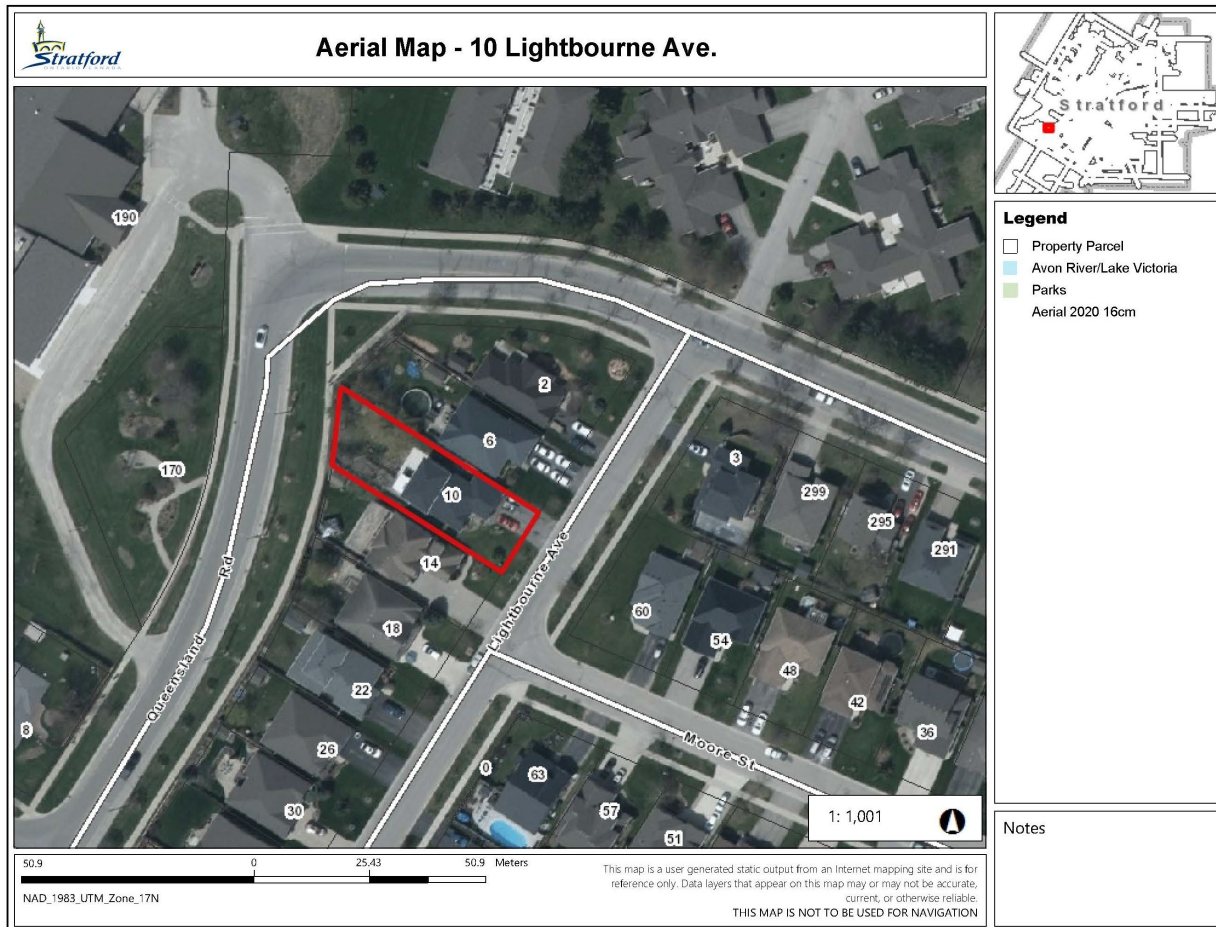 Stratford
ONTARIO CANADA
Aerial Map - 10 Lightbourne Ave.
Stratford
Legend
Property Parcel
Avon River/Lake Victoria
Parks
Aerial 2020 16cm
190
2
6
3
170
10
299
295
291
14
Queensland Rd
Lightbourne Ave
60
54
18
48
22
42
8
26
36
Moore St
0
63
30
57
51
1: 1,001
Notes
50.9
0
25.43
50.9 Meters
NAD_1983_UTM_Zone_17N
This map is a user generated static output from an Internet mapping site and is for
reference only. Data layers that appear on this map may or may not be accurate,
current, or otherwise reliable.
THIS MAP IS NOT TO BE USED FOR NAVIGATION